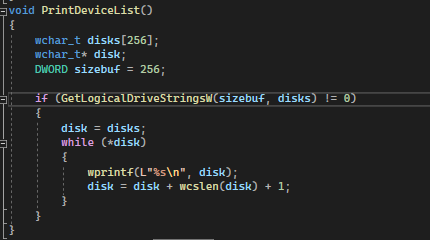 void PrintDeviceList()
{
    wchar_t disks[256];
    wchar_t* disk;
    DWORD sizebuf = 256;

    if (GetLogicalDriveStringsW(sizebuf, disks) != 0)
    {
        disk = disks;
        while (*disk)
        {
            wprintf(L"%s\n", disk);
            disk = disk + wcslen(disk) + 1;
        }
    }
}